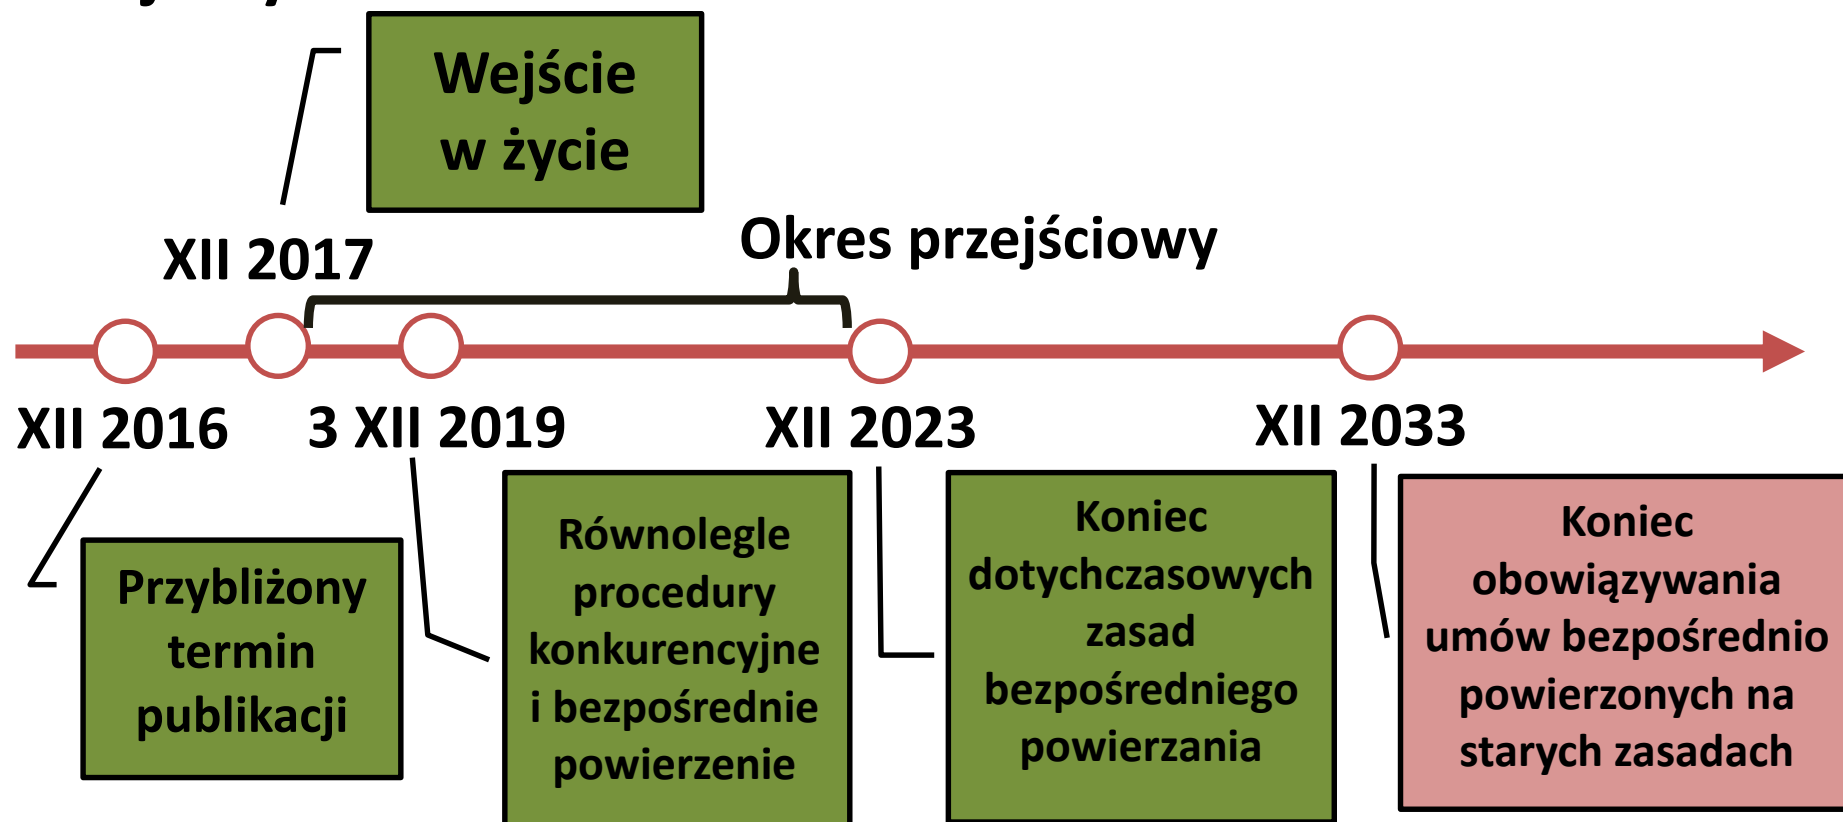 Wejście
w życie
XII 2017
Okres przejściowy
XII 2016
3 XII 2019
XII 2023
XII 2033
Przybliżony
termin
publikacji
Równolegle
procedury
konkurencyjne
i bezpośrednie
powierzenie
Koniec
dotychczasowych
zasad
bezpośredniego
powierzania
Koniec
obowiązywania
umów bezpośrednio
powierzonych na
starych zasadach